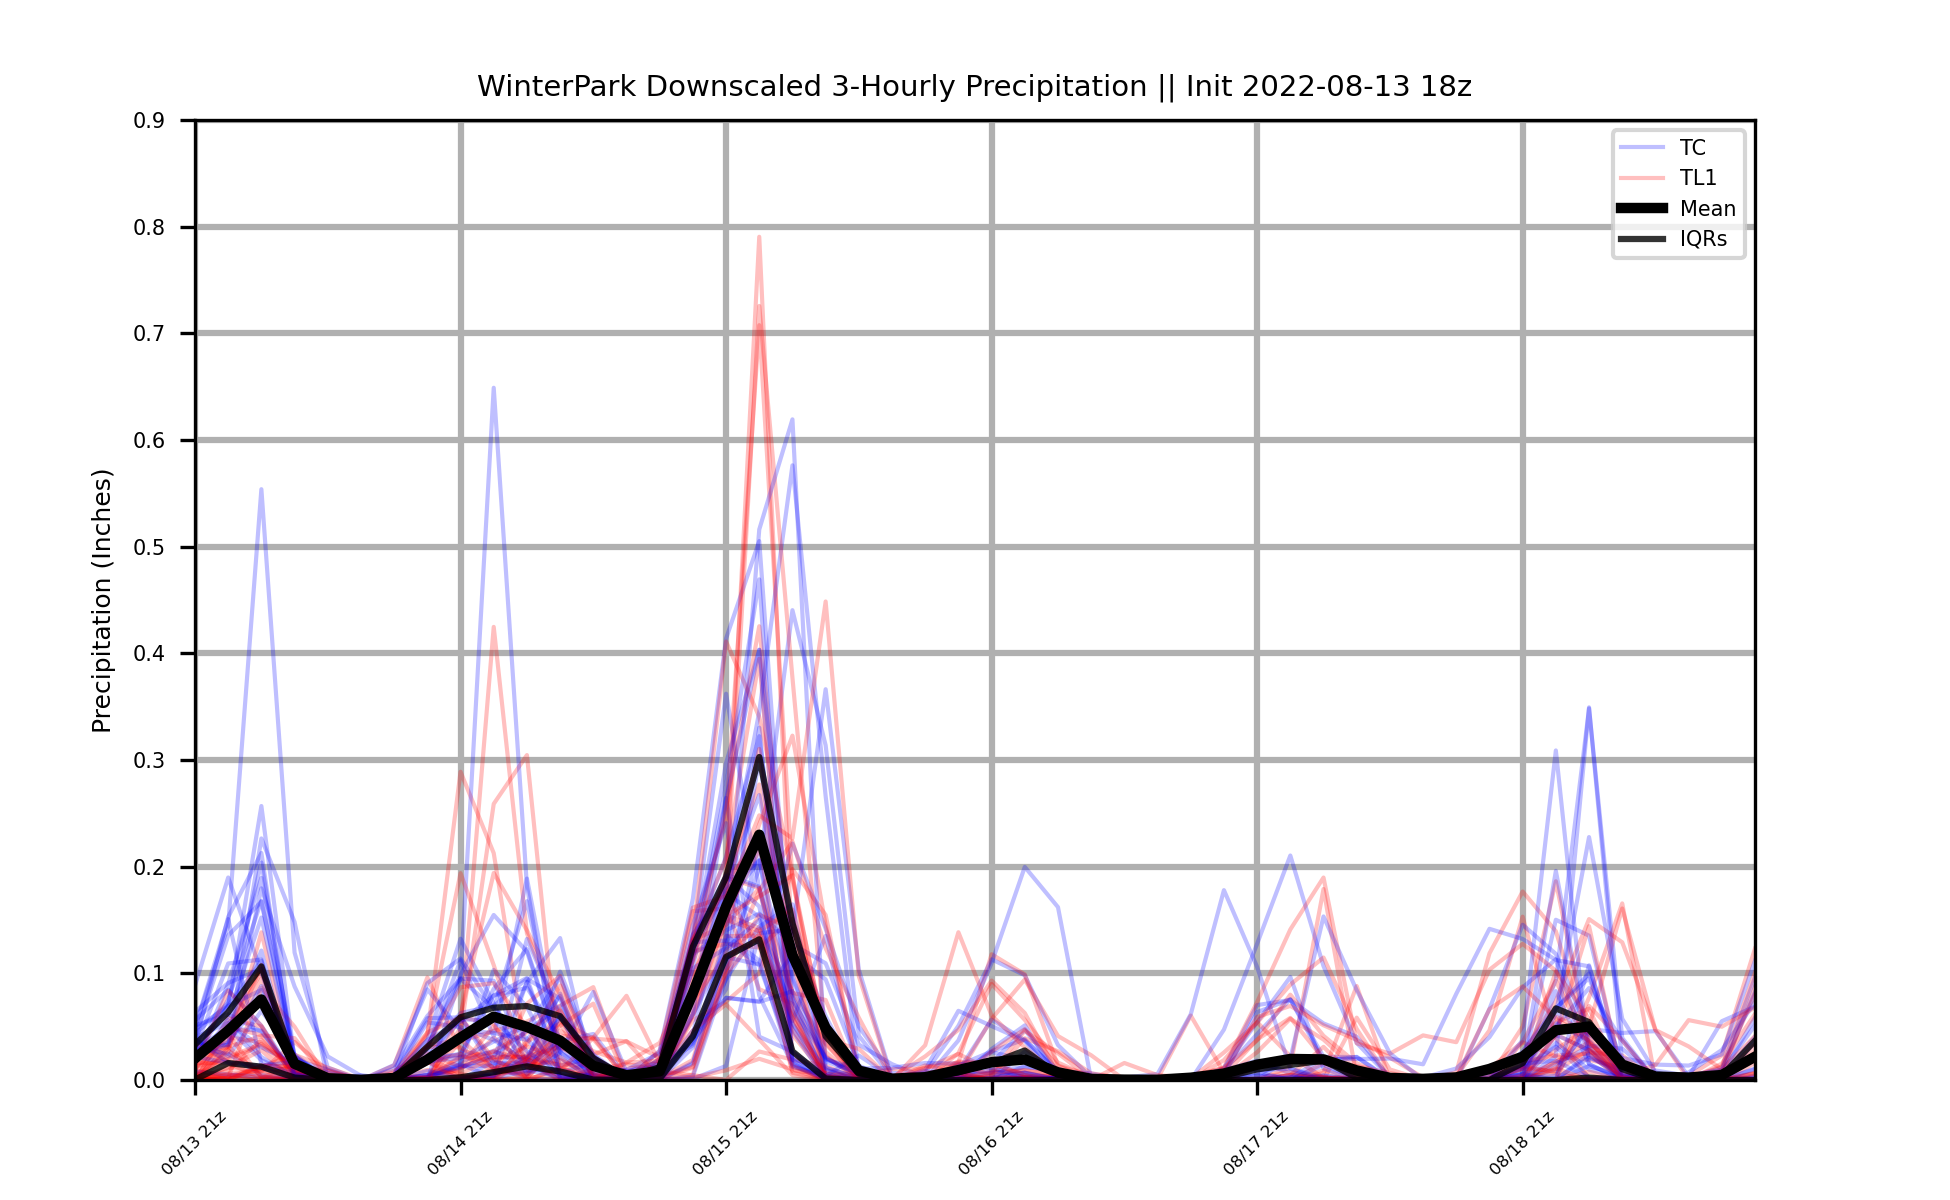 WinterPark Downscaled 3-Hourly Precipitation || Init 2022-08-13 18z
Precipitation (Inches)
0.9
0.8
0.7
0.6
0.5
0.4
0.3
0.2
0.1
0.0
TC
TL1
Mean
IQRs
08/13 21z
08/14 21z
08/15 21z
08/16 21z
08/17 21z
08/18 21z